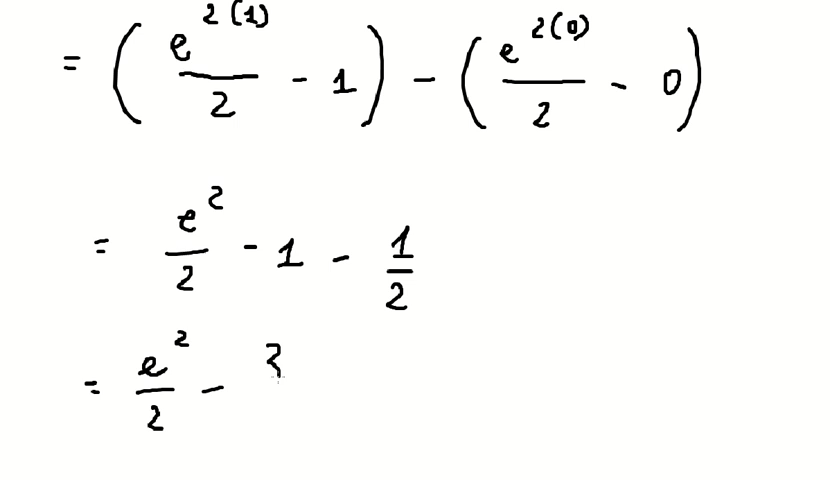 = (e^{2(1)}/2 - 1) - (e^{2(0)}/2 - 0)
= e^2/2 - 1 - 1/2
= e^2/2 - 3